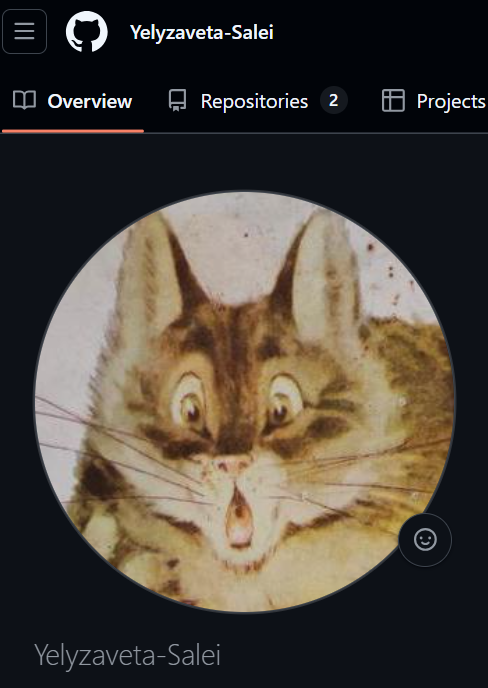 Yelyzaveta-Salei
Overview Repositories 2 Projects
Yelyzaveta-Salei